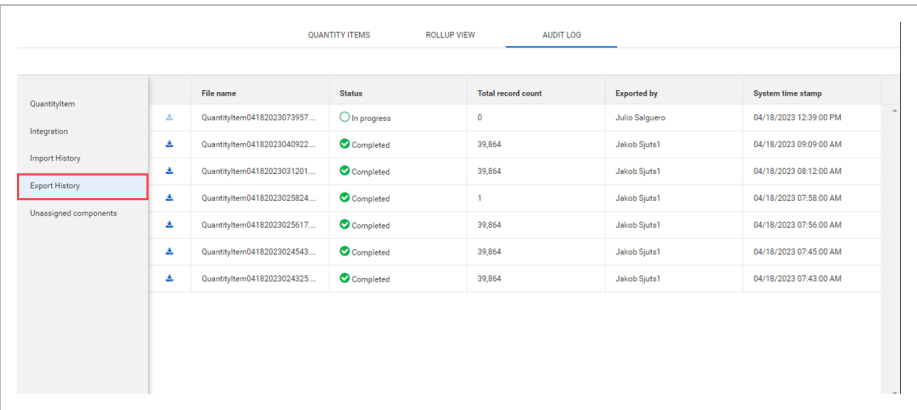 QUANTITY ITEMS ROLLUP VIEW AUDIT LOG
QuantityItem
Integration
Import History
Export History
Unassigned components
File name Status Total record count Exported by System time stamp
QuantityItem04182023073957... In progress 0 Julio Salguero 04/18/2023 12:39:00 PM
QuantityItem04182023040922... Completed 39,864 Jakob Sjuts1 04/18/2023 09:09:00 AM
QuantityItem04182023031201... Completed 39,864 Jakob Sjuts1 04/18/2023 08:12:00 AM
QuantityItem04182023025824... Completed 1 Jakob Sjuts1 04/18/2023 07:58:00 AM
QuantityItem04182023025617... Completed 39,864 Jakob Sjuts1 04/18/2023 07:56:00 AM
QuantityItem04182023024543... Completed 39,864 Jakob Sjuts1 04/18/2023 07:45:00 AM
QuantityItem04182023024325... Completed 39,864 Jakob Sjuts1 04/18/2023 07:43:00 AM